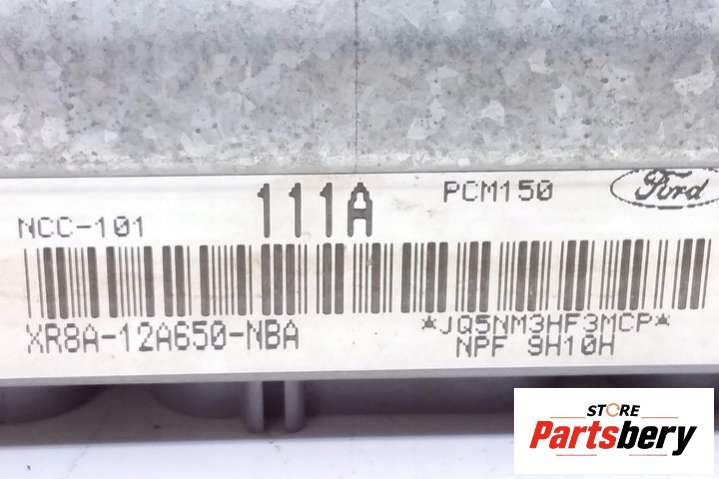 111A
PCM150
Ford
NCC-101
XR8A-12A650-NBA
*JQ5NM3HF3MCP*
NPF 9H10H
STORE
Partsbery